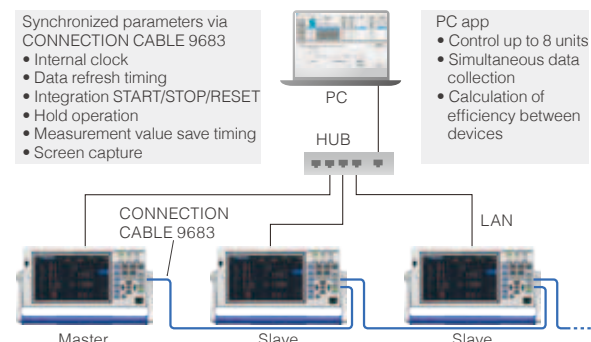 Synchronized parameters via
CONNECTION CABLE 9683
• Internal clock
• Data refresh timing
• Integration START/STOP/RESET
• Hold operation
• Measurement value save timing
• Screen capture
PC app
• Control up to 8 units
• Simultaneous data
collection
• Calculation of
efficiency between
devices
PC
HUB
CONNECTION
CABLE 9683
LAN
Master
Slave
Slave